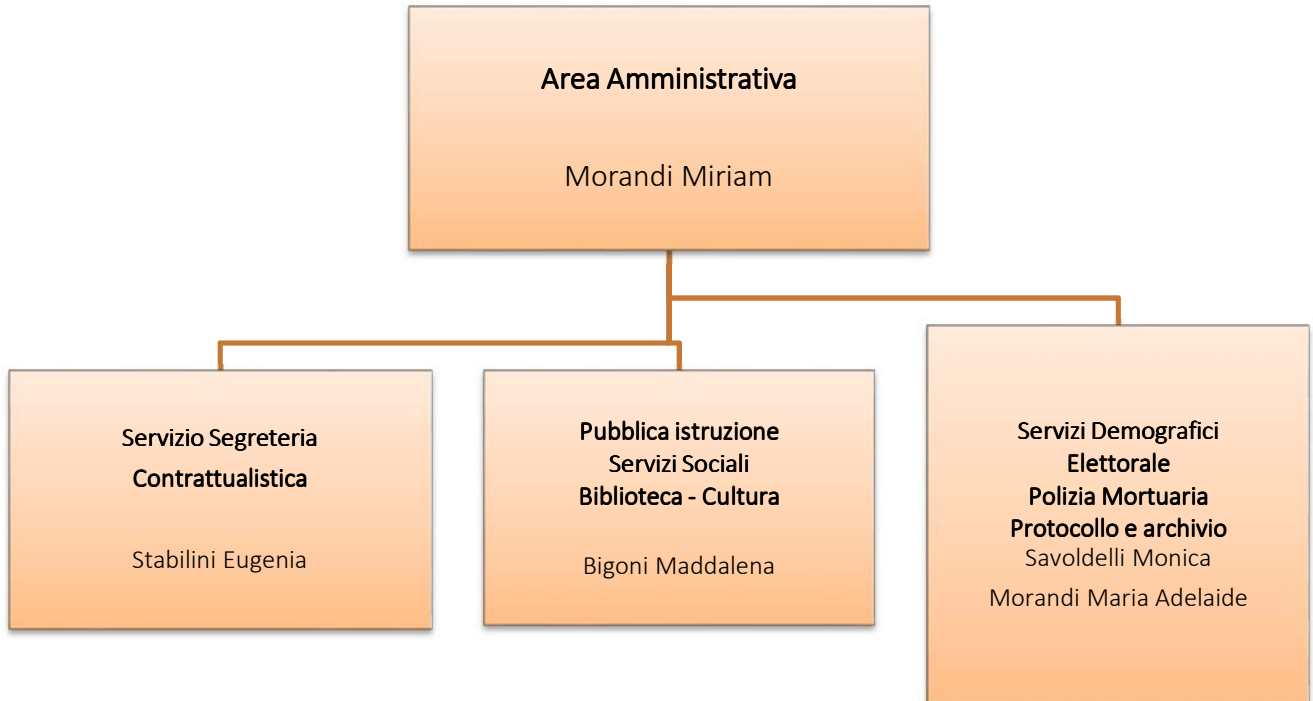 Area Amministrativa
Morandi Miriam
Servizio Segreteria
Contrattualistica
Stabilini Eugenia
Pubblica istruzione
Servizi Sociali
Biblioteca - Cultura
Bigoni Maddalena
Servizi Demografici
Elettorale
Polizia Mortuaria
Protocollo e archivio
Savoldelli Monica
Morandi Maria Adelaide